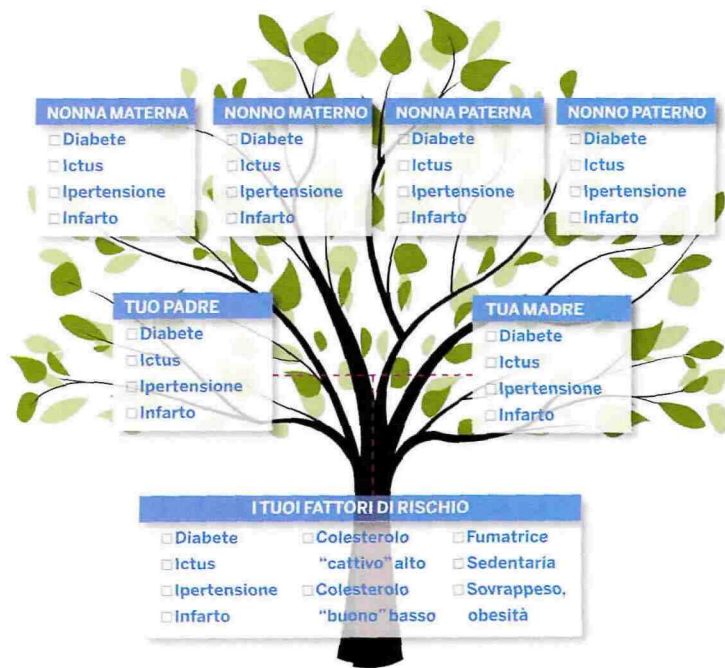 NONNA MATERNA
☐ Diabete
☐ Ictus
☐ Ipertensione
☐ Infarto
NONNO MATERNO
☐ Diabete
☐ Ictus
☐ Ipertensione
☐ Infarto
NONNA PATERNA
☐ Diabete
☐ Ictus
☐ Ipertensione
☐ Infarto
NONNO PATERNO
☐ Diabete
☐ Ictus
☐ Ipertensione
☐ Infarto
TUO PADRE
☐ Diabete
☐ Ictus
☐ Ipertensione
☐ Infarto
TUA MADRE
☐ Diabete
☐ Ictus
☐ Ipertensione
☐ Infarto
I TUOI FATTORI DI RISCHIO
☐ Diabete
☐ Ictus
☐ Ipertensione
☐ Infarto
☐ Colesterolo
"cattivo" alto
☐ Colesterolo
"buono" basso
☐ Fumatrice
☐ Sedentaria
☐ Sovrappeso,
obesità